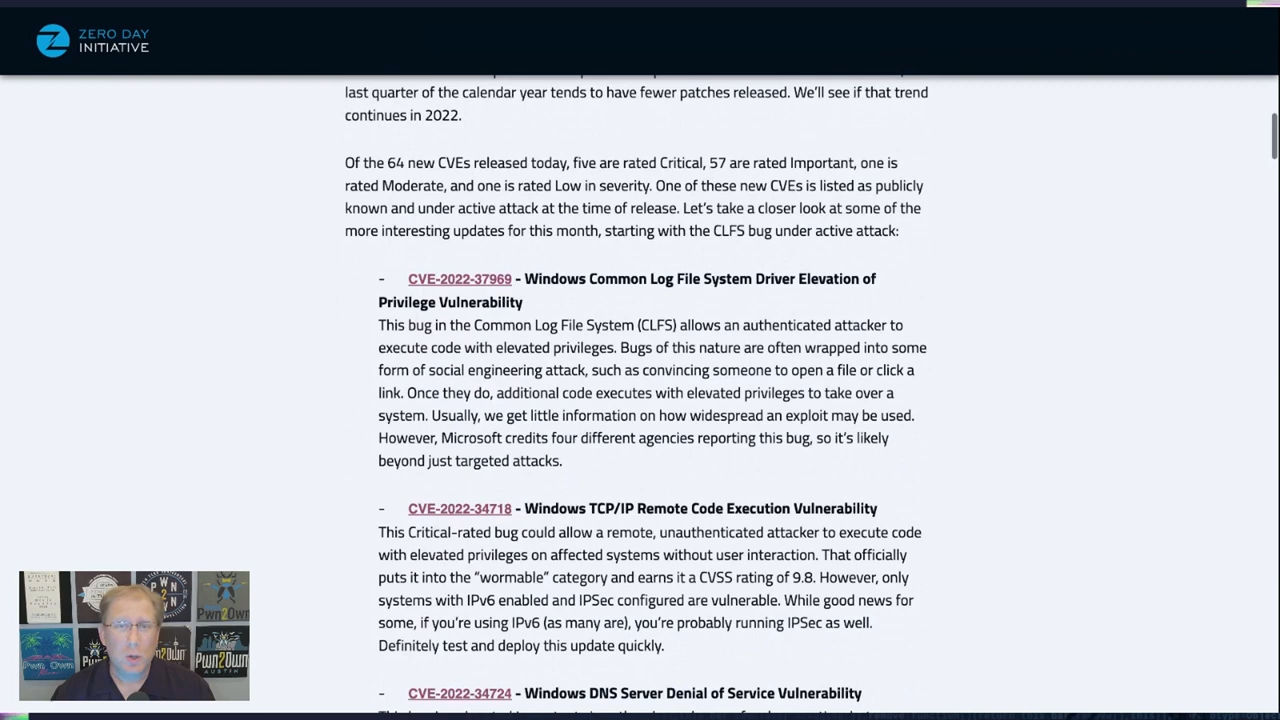 ZERO DAY
INITIATIVE
last quarter of the calendar year tends to have fewer patches released. We’ll see if that trend
continues in 2022.
Of the 64 new CVEs released today, five are rated Critical, 57 are rated Important, one is
rated Moderate, and one is rated Low in severity. One of these new CVEs is listed as publicly
known and under active attack at the time of release. Let’s take a closer look at some of the
more interesting updates for this month, starting with the CLFS bug under active attack:
- CVE-2022-37969 - Windows Common Log File System Driver Elevation of
Privilege Vulnerability
This bug in the Common Log File System (CLFS) allows an authenticated attacker to
execute code with elevated privileges. Bugs of this nature are often wrapped into some
form of social engineering attack, such as convincing someone to open a file or click a
link. Once they do, additional code executes with elevated privileges to take over a
system. Usually, we get little information on how widespread an exploit may be used.
However, Microsoft credits four different agencies reporting this bug, so it’s likely
beyond just targeted attacks.
- CVE-2022-34718 - Windows TCP/IP Remote Code Execution Vulnerability
This Critical-rated bug could allow a remote, unauthenticated attacker to execute code
with elevated privileges on affected systems without user interaction. That officially
puts it into the “wormable” category and earns it a CVSS rating of 9.8. However, only
systems with IPv6 enabled and IPSec configured are vulnerable. While good news for
some, if you’re using IPv6 (as many are), you’re probably running IPSec as well.
Definitely test and deploy this update quickly.
- CVE-2022-34724 - Windows DNS Server Denial of Service Vulnerability
PWN
2OWN
Pwn2Own
Pwn Own
Pwn2Own
Pwn2Own
AUSTIN